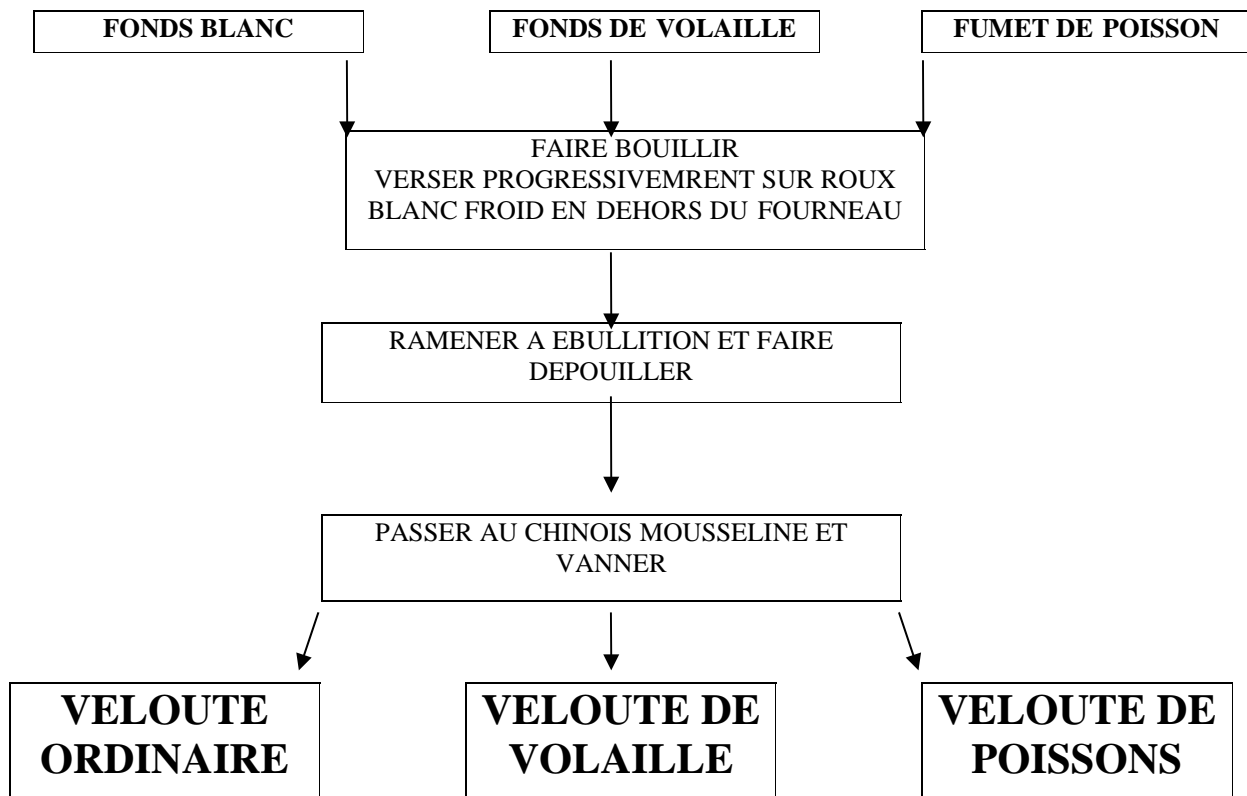 FONDS BLANC
FONDS DE VOLAILLE
FUMET DE POISSON
FAIRE BOUILLIR
VERSER PROGRESSIVEMRENT SUR ROUX
BLANC FROID EN DEHORS DU FOURNEAU
RAMENER A EBULLITION ET FAIRE
DEPOUILLER
PASSER AU CHINOIS MOUSSELINE ET
VANNER
VELOUTE
ORDINAIRE
VELOUTE DE
VOLAILLE
VELOUTE DE
POISSONS